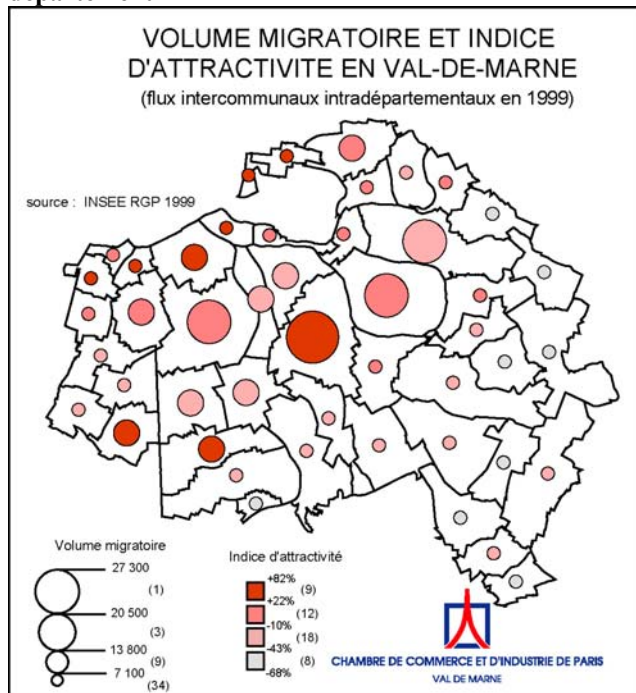 département
VOLUME MIGRATOIRE ET INDICE
D'ATTRACTIVITE EN VAL-DE-MARNE
(flux intercommunaux intradépartementaux en 1999)
source : INSEE RGP 1999
Volume migratoire
27 300
(1)
20 500
(3)
13 800
(9)
7 100
(34)
Indice d'attractivité
+82%
(9)
+22%
(12)
-10%
(18)
-43%
(8)
-68%
CHAMBRE DE COMMERCE ET D'INDUSTRIE DE PARIS
VAL DE MARNE